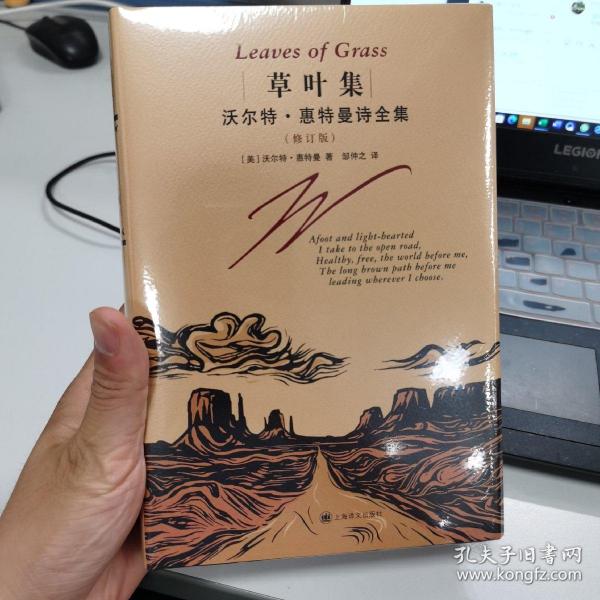 Leaves of Grass
草叶集
沃尔特·惠特曼诗全集
(修订版)
[美]沃尔特·惠特曼 著 邹仲之 译
W
Afoot and light-hearted
I take to the open road,
Healthy, free, the world before me,
The long brown path before me
leading wherever I choose.
上海译文出版社
LEGION
孔夫子旧书网
www.kongfz.com